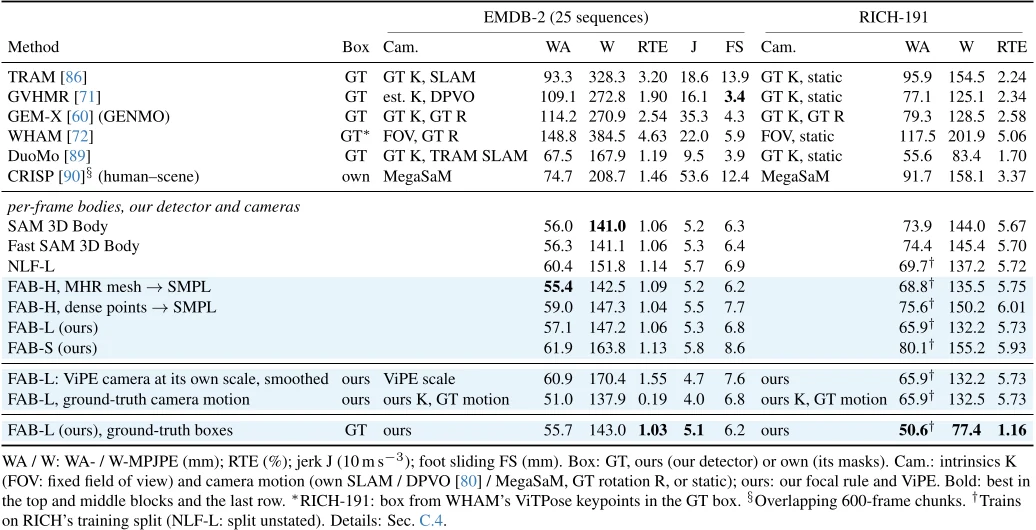 EMDB-2 (25 sequences) RICH-191
Method Box Cam. WA W RTE J FS Cam. WA W RTE
TRAM [86] GT GT K, SLAM 93.3 328.3 3.20 18.6 13.9 GT K, static 95.9 154.5 2.24
GVHMR [71] GT est. K, DPVO 109.1 272.8 1.90 16.1 3.4 GT K, static 77.1 125.1 2.34
GEM-X [60] (GENMO) GT GT K, GT R 114.2 270.9 2.54 35.3 4.3 GT K, GT R 79.3 128.5 2.58
WHAM [72] GT* FOV, GT R 148.8 384.5 4.63 22.0 5.9 FOV, static 117.5 201.9 5.06
DuoMo [89] GT GT K, TRAM SLAM 67.5 167.9 1.19 9.5 3.9 GT K, static 55.6 83.4 1.70
CRISP [90]§ (human–scene) own MegaSaM 74.7 208.7 1.46 53.6 12.4 MegaSaM 91.7 158.1 3.37
per-frame bodies, our detector and cameras
SAM 3D Body 56.0 141.0 1.06 5.2 6.3 73.9 144.0 5.67
Fast SAM 3D Body 56.3 141.1 1.06 5.3 6.4 74.4 145.4 5.70
NLF-L 60.4 151.8 1.14 5.7 6.9 69.7† 137.2 5.72
FAB-H, MHR mesh → SMPL 55.4 142.5 1.09 5.2 6.2 68.8† 135.5 5.75
FAB-H, dense points → SMPL 59.0 147.3 1.04 5.5 7.7 75.6† 150.2 6.01
FAB-L (ours) 57.1 147.2 1.06 5.3 6.8 65.9† 132.2 5.73
FAB-S (ours) 61.9 163.8 1.13 5.8 8.6 80.1† 155.2 5.93
FAB-L: ViPE camera at its own scale, smoothed ours ViPE scale 60.9 170.4 1.55 4.7 7.6 ours 65.9† 132.2 5.73
FAB-L, ground-truth camera motion ours ours K, GT motion 51.0 137.9 0.19 4.0 6.8 ours K, GT motion 65.9† 132.5 5.73
FAB-L (ours), ground-truth boxes GT ours 55.7 143.0 1.03 5.1 6.2 ours 50.6† 77.4 1.16
WA / W: WA- / W-MPJPE (mm); RTE (%); jerk J (10 m s−3); foot sliding FS (mm). Box: GT, ours (our detector) or own (its masks). Cam.: intrinsics K
(FOV: fixed field of view) and camera motion (own SLAM / DPVO [80] / MegaSaM, GT rotation R, or static); ours: our focal rule and ViPE. Bold: best in
the top and middle blocks and the last row. *RICH-191: box from WHAM's ViTPose keypoints in the GT box. §Overlapping 600-frame chunks. †Trains
on RICH's training split (NLF-L: split unstated). Details: Sec. C.4.